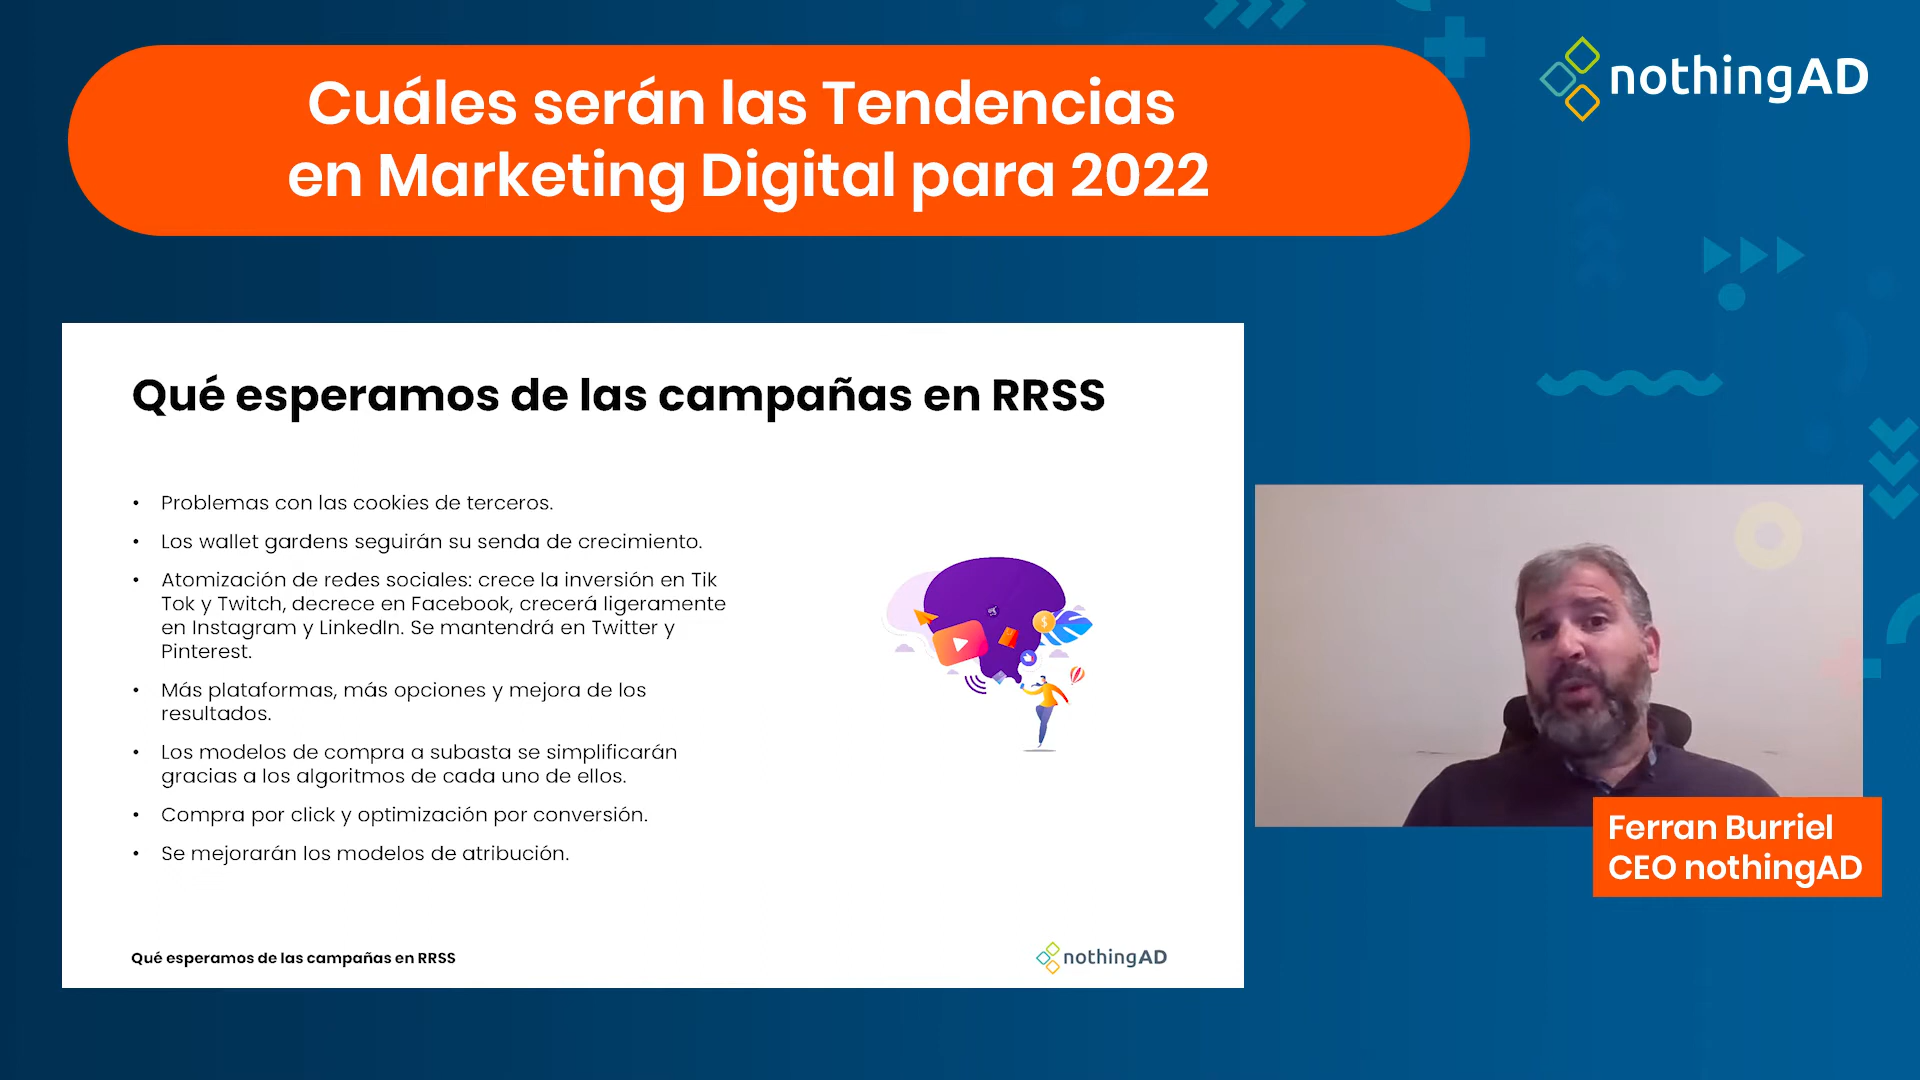 Cuáles serán las Tendencias
en Marketing Digital para 2022
nothingAD
Qué esperamos de las campañas en RRSS
• Problemas con las cookies de terceros.
• Los wallet gardens seguirán su senda de crecimiento.
• Atomización de redes sociales: crece la inversión en Tik
Tok y Twitch, decrece en Facebook, crecerá ligeramente
en Instagram y LinkedIn. Se mantendrá en Twitter y
Pinterest.
• Más plataformas, más opciones y mejora de los
resultados.
• Los modelos de compra a subasta se simplificarán
gracias a los algoritmos de cada uno de ellos.
• Compra por click y optimización por conversión.
• Se mejorarán los modelos de atribución.
Qué esperamos de las campañas en RRSS
nothingAD
Ferran Burriel
CEO nothingAD